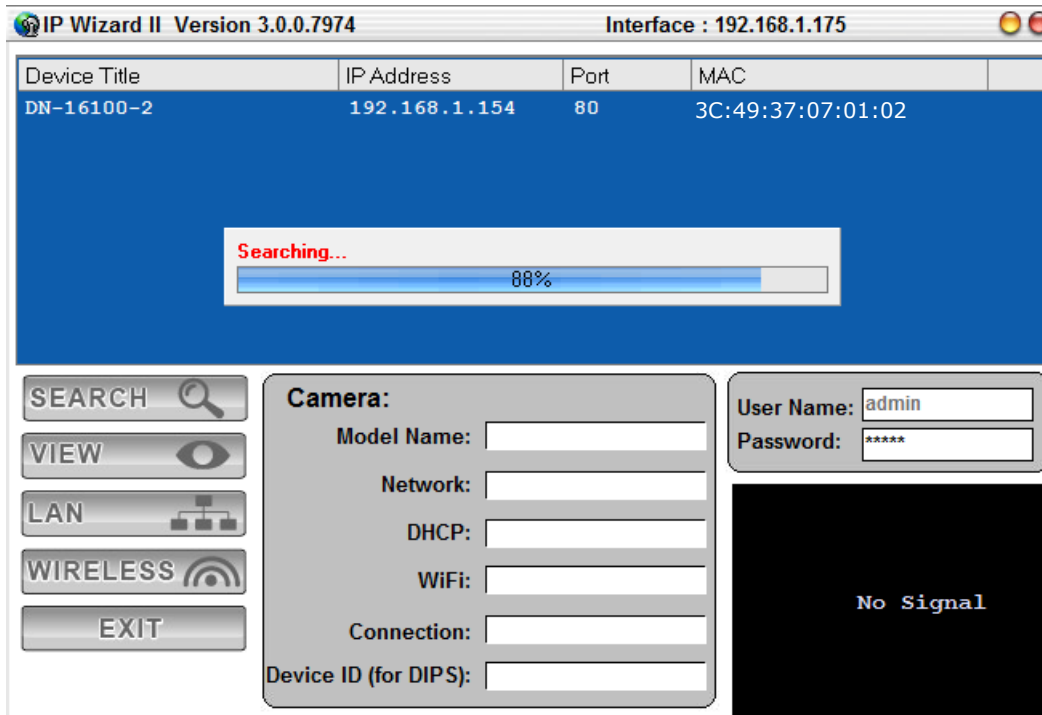 IP Wizard II Version 3.0.0.7974 Interface : 192.168.1.175
Device Title IP Address Port MAC
DN-16100-2 192.168.1.154 80 3C:49:37:07:01:02
Searching...
88%
SEARCH
VIEW
LAN
WIRELESS
EXIT
Camera:
Model Name:
Network:
DHCP:
WiFi:
Connection:
Device ID (for DIPS):
User Name: admin
Password: *****
No Signal